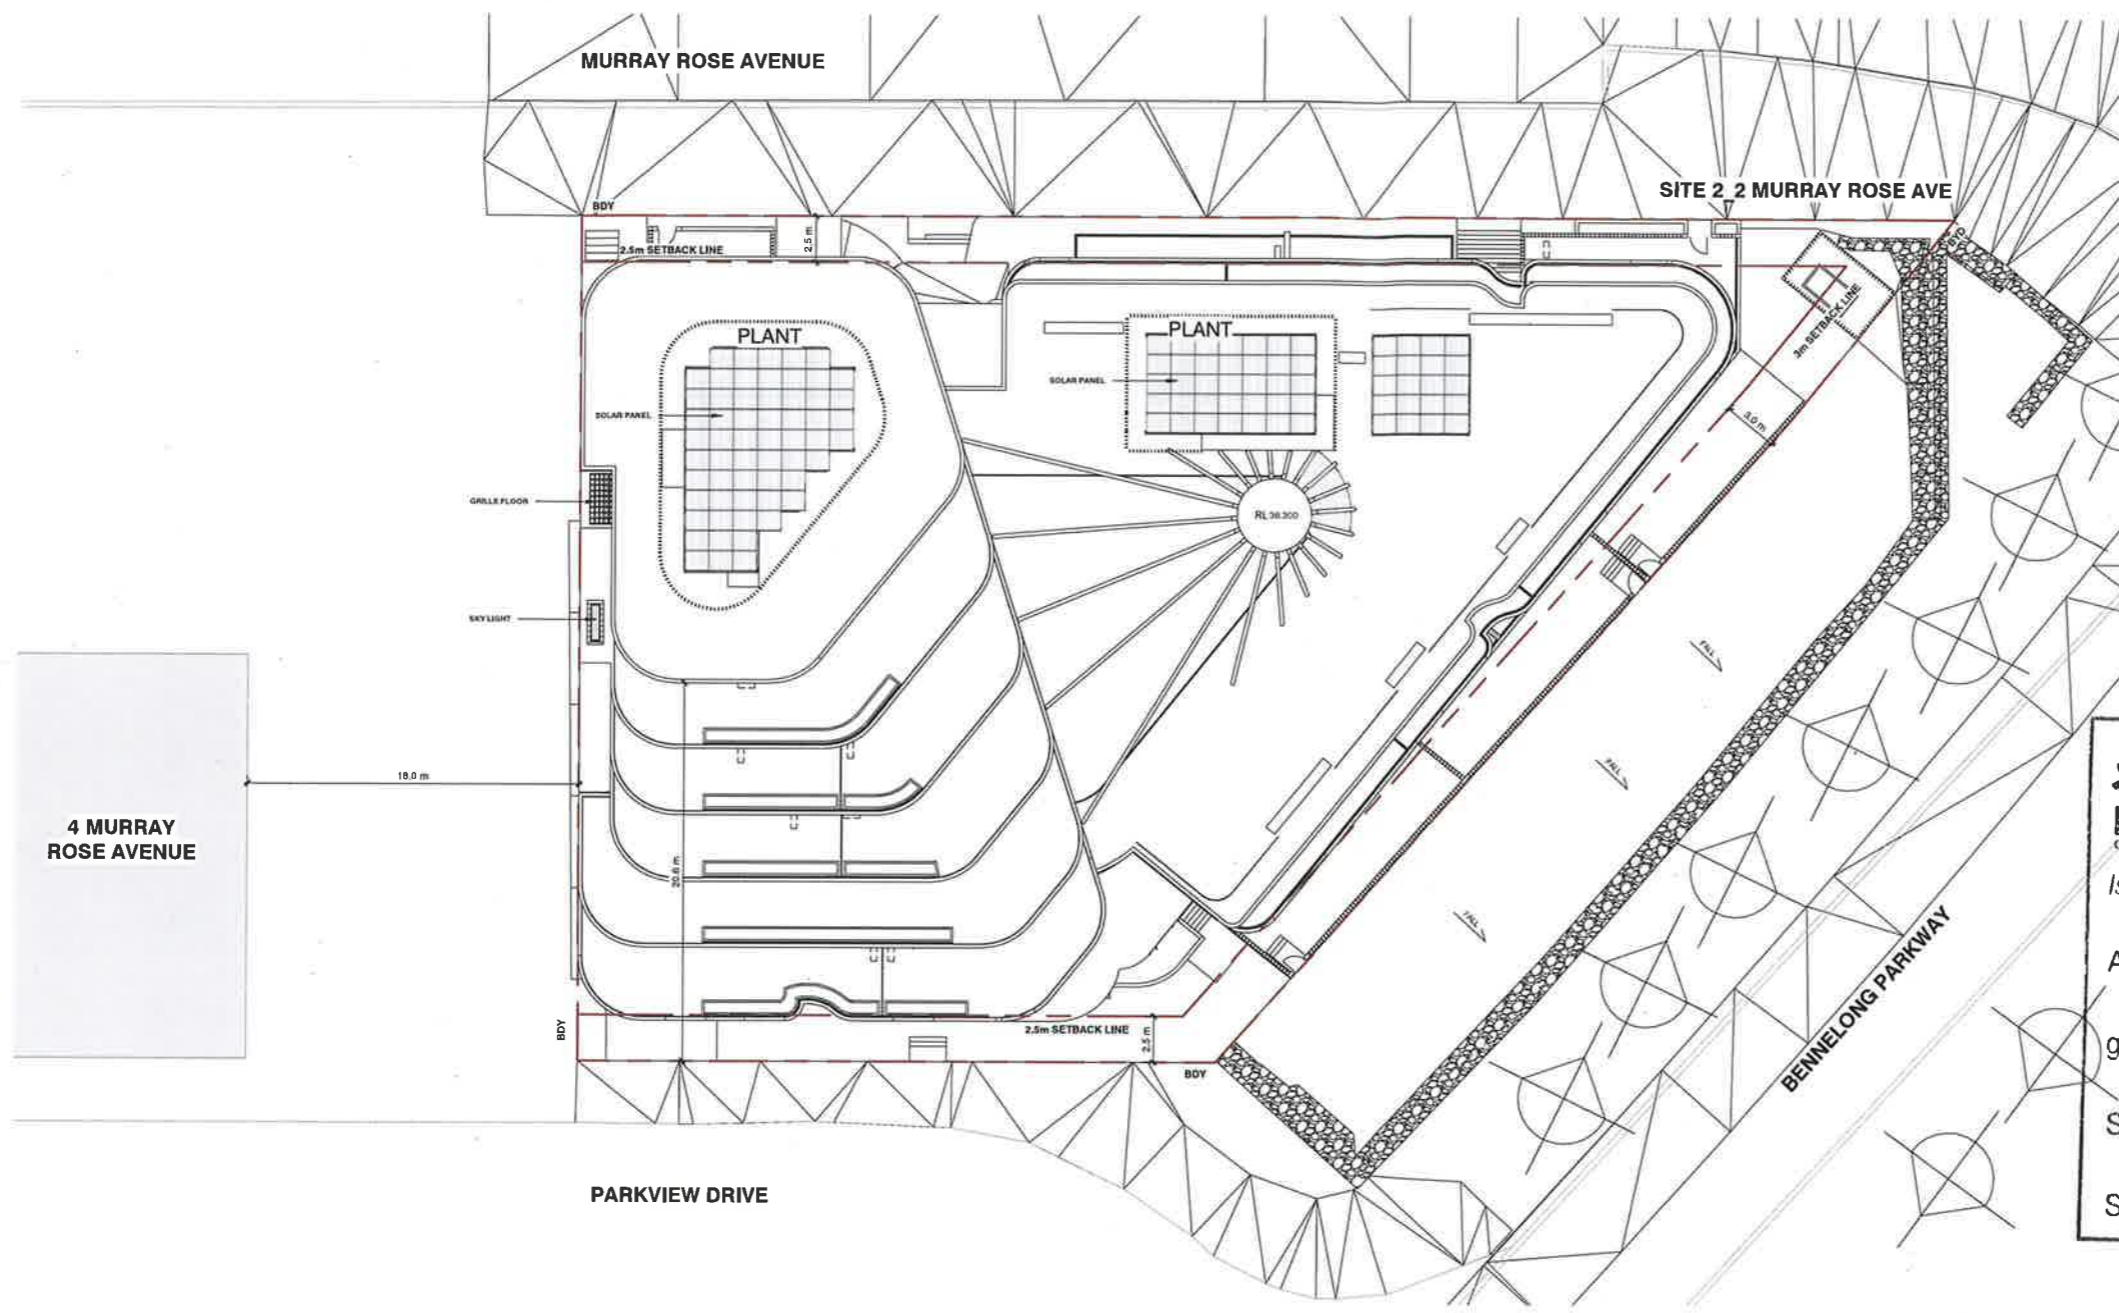 MURRAY ROSE AVENUE
SITE 2_2 MURRAY ROSE AVE
BDY
BYD
2.5m SETBACK LINE
2.5 m
3m SETBACK LINE
PLANT
PLANT
SOLAR PANEL
SOLAR PANEL
3.0 m
GRILLE FLOOR
RL 38.300
SKY LIGHT
FALL
FALL
FALL
18.0 m
4 MURRAY
ROSE AVENUE
20.6 m
BDY
2.5m SETBACK LINE
2.5 m
BDY
BENNELONG PARKWAY
PARKVIEW DRIVE